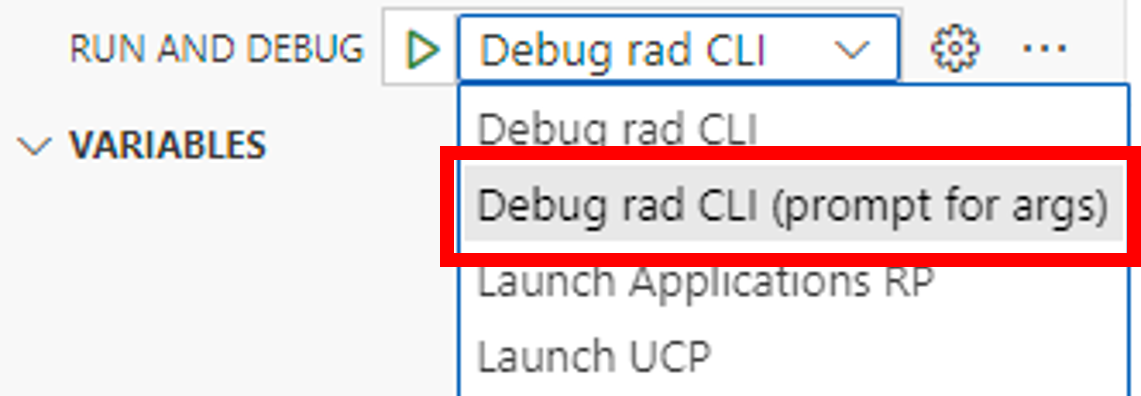 RUN AND DEBUG Debug rad CLI ...
Debug rad CLI
VARIABLES
Debug rad CLI (prompt for args)
Launch Applications RP
Launch UCP